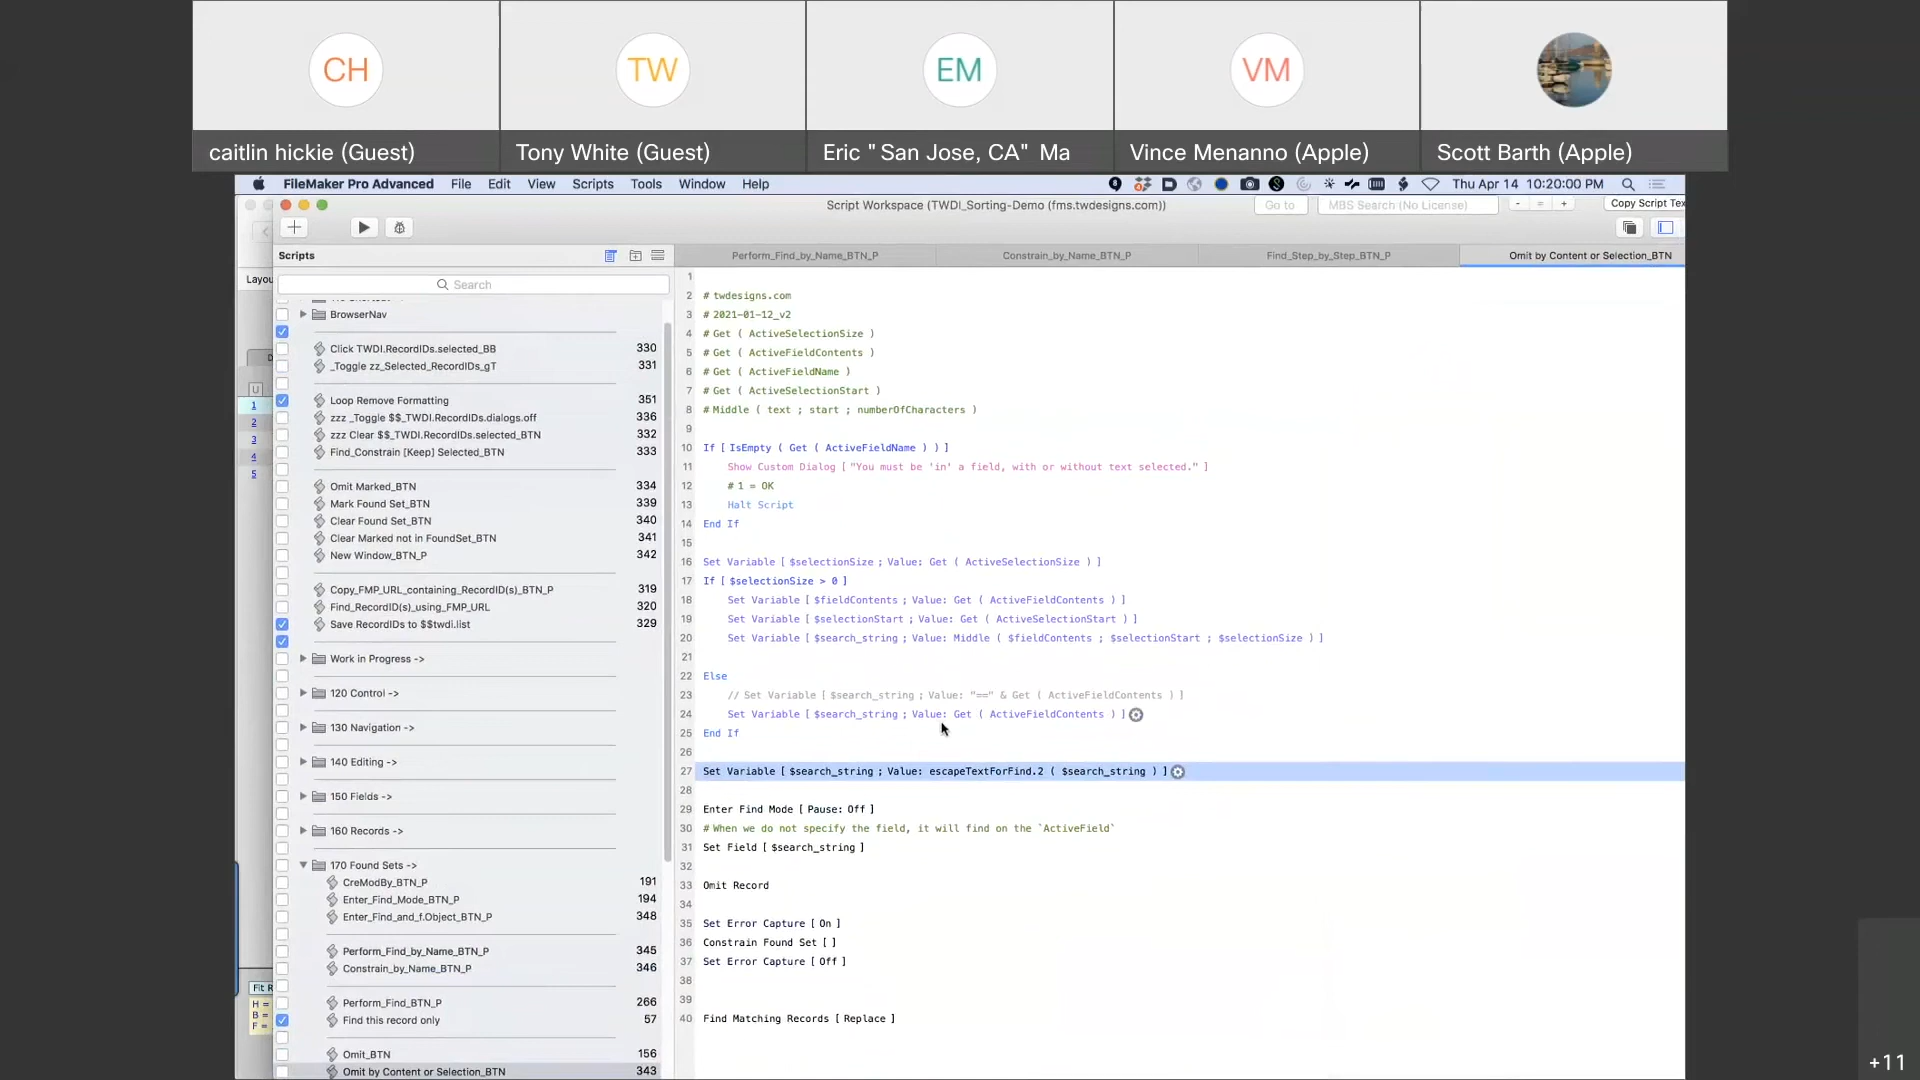 CH
TW
EM
VM
caitlin hickie (Guest)
Tony White (Guest)
Eric "San Jose, CA" Ma
Vince Menanno (Apple)
Scott Barth (Apple)
FileMaker Pro Advanced File Edit View Scripts Tools Window Help
Thu Apr 14 10:20:00 PM
Script Workspace (TWDI_Sorting-Demo (fms.twdesigns.com))
Go to
MBS Search (No License)
- = +
Copy Script Tex
Scripts
Search
Layou
BrowserNav
Click TWDI.RecordIDs.selected_BB 330
_Toggle zz_Selected_RecordIDs_gT 331
Loop Remove Formatting 351
zzz _Toggle $$_TWDI.RecordIDs.dialogs.off 336
zzz Clear $$_TWDI.RecordIDs.selected_BTN 332
Find_Constrain [Keep] Selected_BTN 333
Omit Marked_BTN 334
Mark Found Set_BTN 339
Clear Found Set_BTN 340
Clear Marked not in FoundSet_BTN 341
New Window_BTN_P 342
Copy_FMP_URL_containing_RecordID(s)_BTN_P 319
Find_RecordID(s)_using_FMP_URL 320
Save RecordIDs to $$twdi.list 329
Work in Progress ->
120 Control ->
130 Navigation ->
140 Editing ->
150 Fields ->
160 Records ->
170 Found Sets ->
CreModBy_BTN_P 191
Enter_Find_Mode_BTN_P 194
Enter_Find_and_f.Object_BTN_P 348
Perform_Find_by_Name_BTN_P 345
Constrain_by_Name_BTN_P 346
Perform_Find_BTN_P 266
Find this record only 57
Omit_BTN 156
Omit by Content or Selection_BTN 343
U
1
2
3
4
5
Fit R
H =
B =
F =
Perform_Find_by_Name_BTN_P
Constrain_by_Name_BTN_P
Find_Step_by_Step_BTN_P
Omit by Content or Selection_BTN
1
2 # twdesigns.com
3 # 2021-01-12_v2
4 # Get ( ActiveSelectionSize )
5 # Get ( ActiveFieldContents )
6 # Get ( ActiveFieldName )
7 # Get ( ActiveSelectionStart )
8 # Middle ( text ; start ; numberOfCharacters )
9
10 If [ IsEmpty ( Get ( ActiveFieldName ) ) ]
11 Show Custom Dialog [ "You must be 'in' a field, with or without text selected." ]
12 # 1 = OK
13 Halt Script
14 End If
15
16 Set Variable [ $selectionSize ; Value: Get ( ActiveSelectionSize ) ]
17 If [ $selectionSize > 0 ]
18 Set Variable [ $fieldContents ; Value: Get ( ActiveFieldContents ) ]
19 Set Variable [ $selectionStart ; Value: Get ( ActiveSelectionStart ) ]
20 Set Variable [ $search_string ; Value: Middle ( $fieldContents ; $selectionStart ; $selectionSize ) ]
21
22 Else
23 // Set Variable [ $search_string ; Value: "==" & Get ( ActiveFieldContents ) ]
24 Set Variable [ $search_string ; Value: Get ( ActiveFieldContents ) ]
25 End If
26
27 Set Variable [ $search_string ; Value: escapeTextForFind.2 ( $search_string ) ]
28
29 Enter Find Mode [ Pause: Off ]
30 # When we do not specify the field, it will find on the `ActiveField`
31 Set Field [ $search_string ]
32
33 Omit Record
34
35 Set Error Capture [ On ]
36 Constrain Found Set [ ]
37 Set Error Capture [ Off ]
38
39
40 Find Matching Records [ Replace ]
+11